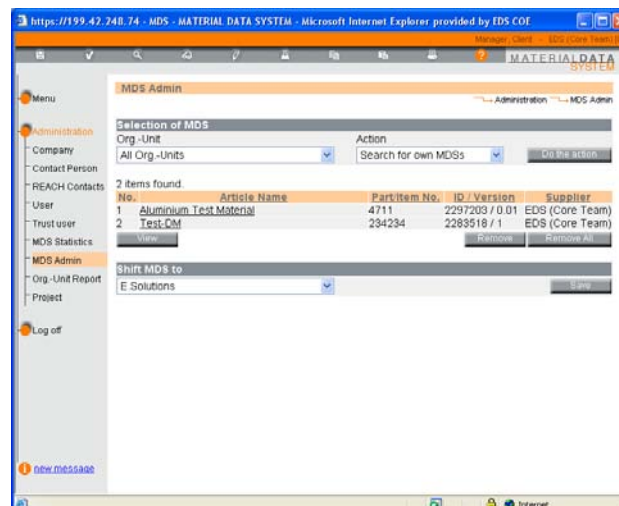 https://199.42.248.74 - MDS - MATERIAL DATA SYSTEM - Microsoft Internet Explorer provided by EDS COE
Manager, Client - EDS (Core Team)
MATERIALDATA
SYSTEM
Menu
Administration
Company
Contact Person
REACH Contacts
User
Trust user
MDS Statistics
MDS Admin
Org.-Unit Report
Project
Log off
new message
MDS Admin
Administration MDS Admin
Selection of MDS
Org.-Unit Action
All Org.-Units Search for own MDSs Do the action
2 items found.
No. Article Name Part/Item No. ID / Version Supplier
1 Aluminium Test Material 4711 2297203 / 0.01 EDS (Core Team)
2 Test-DM 234234 2283518 / 1 EDS (Core Team)
View Remove Remove All
Shift MDS to
E Solutions Save
Internet